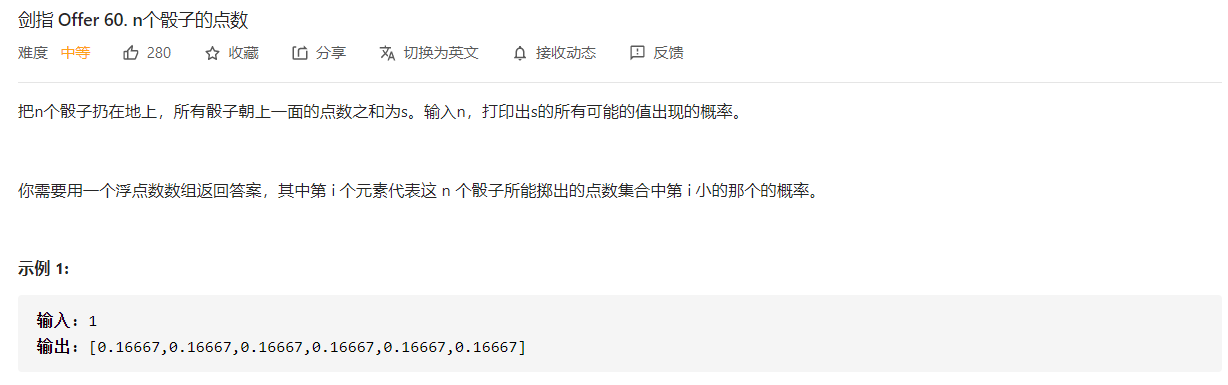 剑指 Offer 60. n个骰子的点数
难度 中等 280 收藏 分享 切换为英文 接收动态 反馈
把n个骰子扔在地上，所有骰子朝上一面的点数之和为s。输入n，打印出s的所有可能的值出现的概率。
你需要用一个浮点数数组返回答案，其中第 i 个元素代表这 n 个骰子所能掷出的点数集合中第 i 小的那个的概率。
示例 1:
输入：1
输出：[0.16667,0.16667,0.16667,0.16667,0.16667,0.16667]